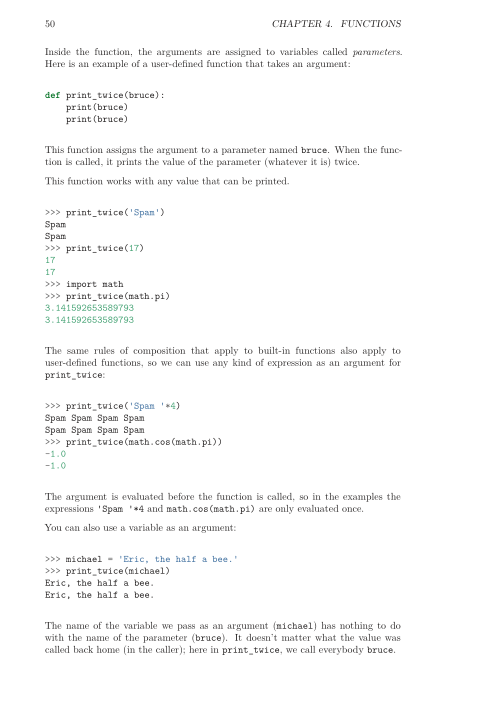 50 CHAPTER 4. FUNCTIONS
Inside the function, the arguments are assigned to variables called parameters.
Here is an example of a user-defined function that takes an argument:
def print_twice(bruce):
    print(bruce)
    print(bruce)
This function assigns the argument to a parameter named bruce. When the func-
tion is called, it prints the value of the parameter (whatever it is) twice.
This function works with any value that can be printed.
>>> print_twice('Spam')
Spam
Spam
>>> print_twice(17)
17
17
>>> import math
>>> print_twice(math.pi)
3.141592653589793
3.141592653589793
The same rules of composition that apply to built-in functions also apply to
user-defined functions, so we can use any kind of expression as an argument for
print_twice:
>>> print_twice('Spam '*4)
Spam Spam Spam Spam
Spam Spam Spam Spam
>>> print_twice(math.cos(math.pi))
-1.0
-1.0
The argument is evaluated before the function is called, so in the examples the
expressions 'Spam '*4 and math.cos(math.pi) are only evaluated once.
You can also use a variable as an argument:
>>> michael = 'Eric, the half a bee.'
>>> print_twice(michael)
Eric, the half a bee.
Eric, the half a bee.
The name of the variable we pass as an argument (michael) has nothing to do
with the name of the parameter (bruce). It doesn't matter what the value was
called back home (in the caller); here in print_twice, we call everybody bruce.